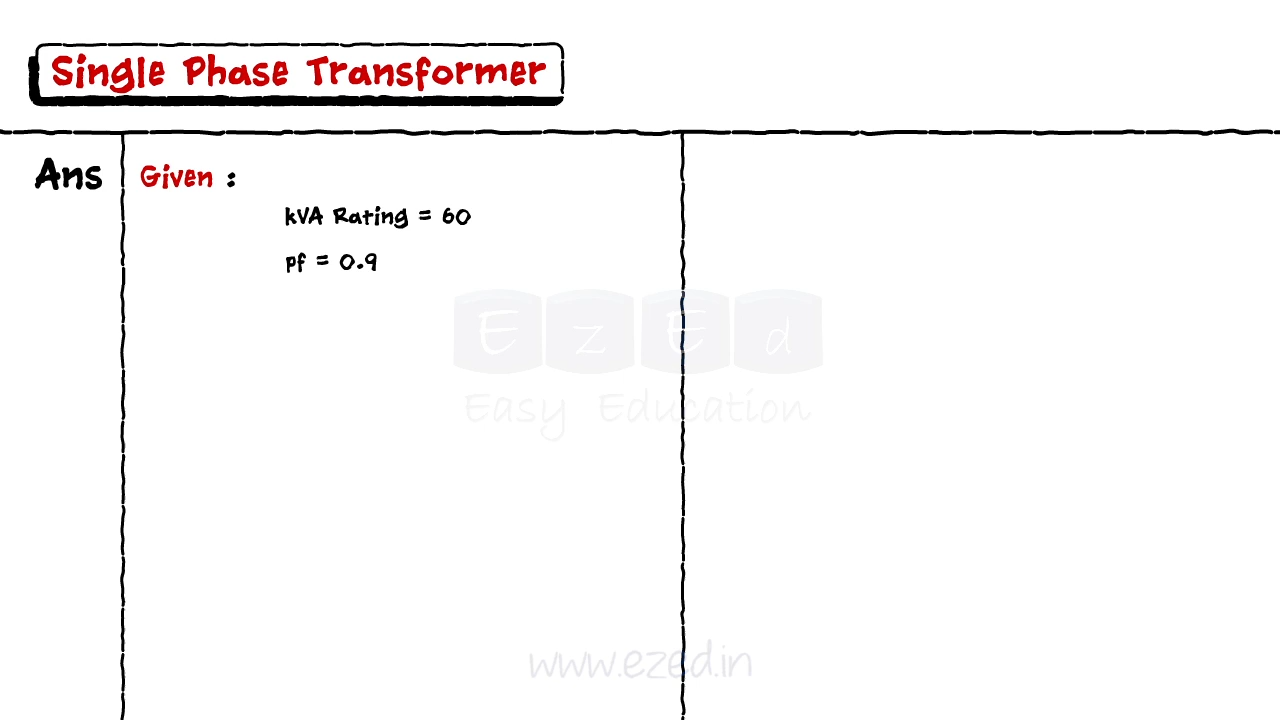 Single Phase Transformer
Ans
Given :
kVA Rating = 60
pf = 0.9
EzEd
Easy Education
www.ezed.in